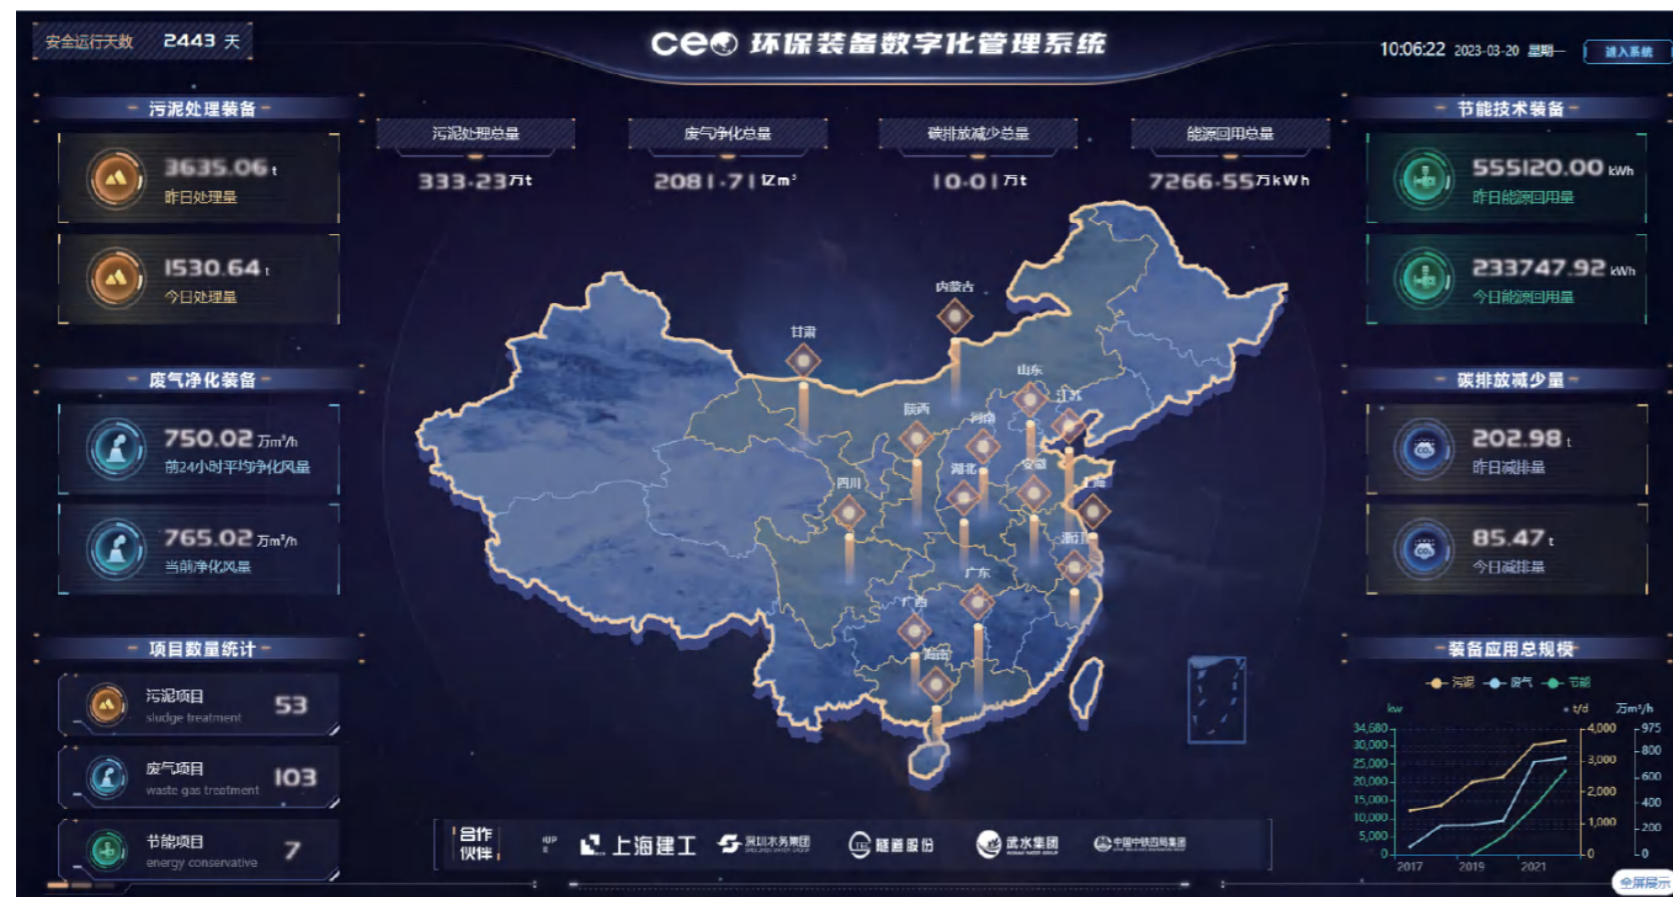 安全运行天数 2443 天
ceo 环保装备数字化管理系统
10:06:22 2023-03-20 星期一 进入系统
污泥处理装备
3635.06 t
昨日处理量
1530.64 t
今日处理量
废气净化装备
750.02 万m³/h
前24小时平均净化风量
765.02 万m³/h
当前净化风量
项目数量统计
污泥项目 53
sludge treatment
废气项目 103
waste gas treatment
节能项目 7
energy conservative
污泥处理总量
333.23万t
废气净化总量
2081.71亿m³
碳排放减少总量
10.01万t
能源回用总量
7266.55万kWh
内蒙古
甘肃
山东
江苏
陕西
河南
湖北
安徽
四川
上海
浙江
广东
广西
海南
合作
伙伴
上海建工
深圳水务集团
隧道股份
武水集团
中国中铁四局集团
节能技术装备
555120.00 kWh
昨日能源回用量
233747.92 kWh
今日能源回用量
碳排放减少量
202.98 t
昨日减排量
85.47 t
今日减排量
装备应用总规模
污泥 废气 节能
kw t/d 万m³/h
34,680 4,000 975
30,000 800
25,000 3,000
20,000 2,000 600
15,000 400
10,000 1,000
5,000 200
0 0 0
2017 2019 2021
全屏展示